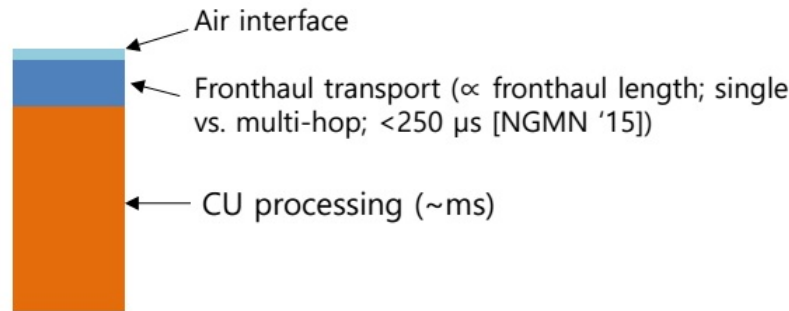 Air interface
Fronthaul transport (∝ fronthaul length; single
vs. multi-hop; <250 μs [NGMN ‘15])
CU processing (~ms)